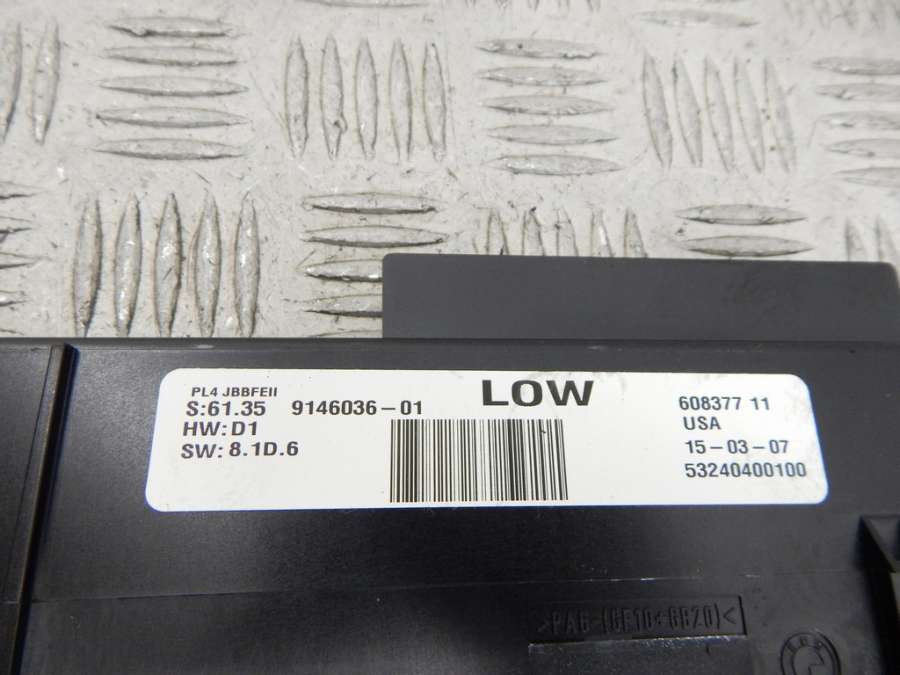 PL4 JBBFEII
LOW
S:61.35 9146036-01
608377 11
HW:D1
USA
SW: 8.1D.6
15-03-07
53240400100